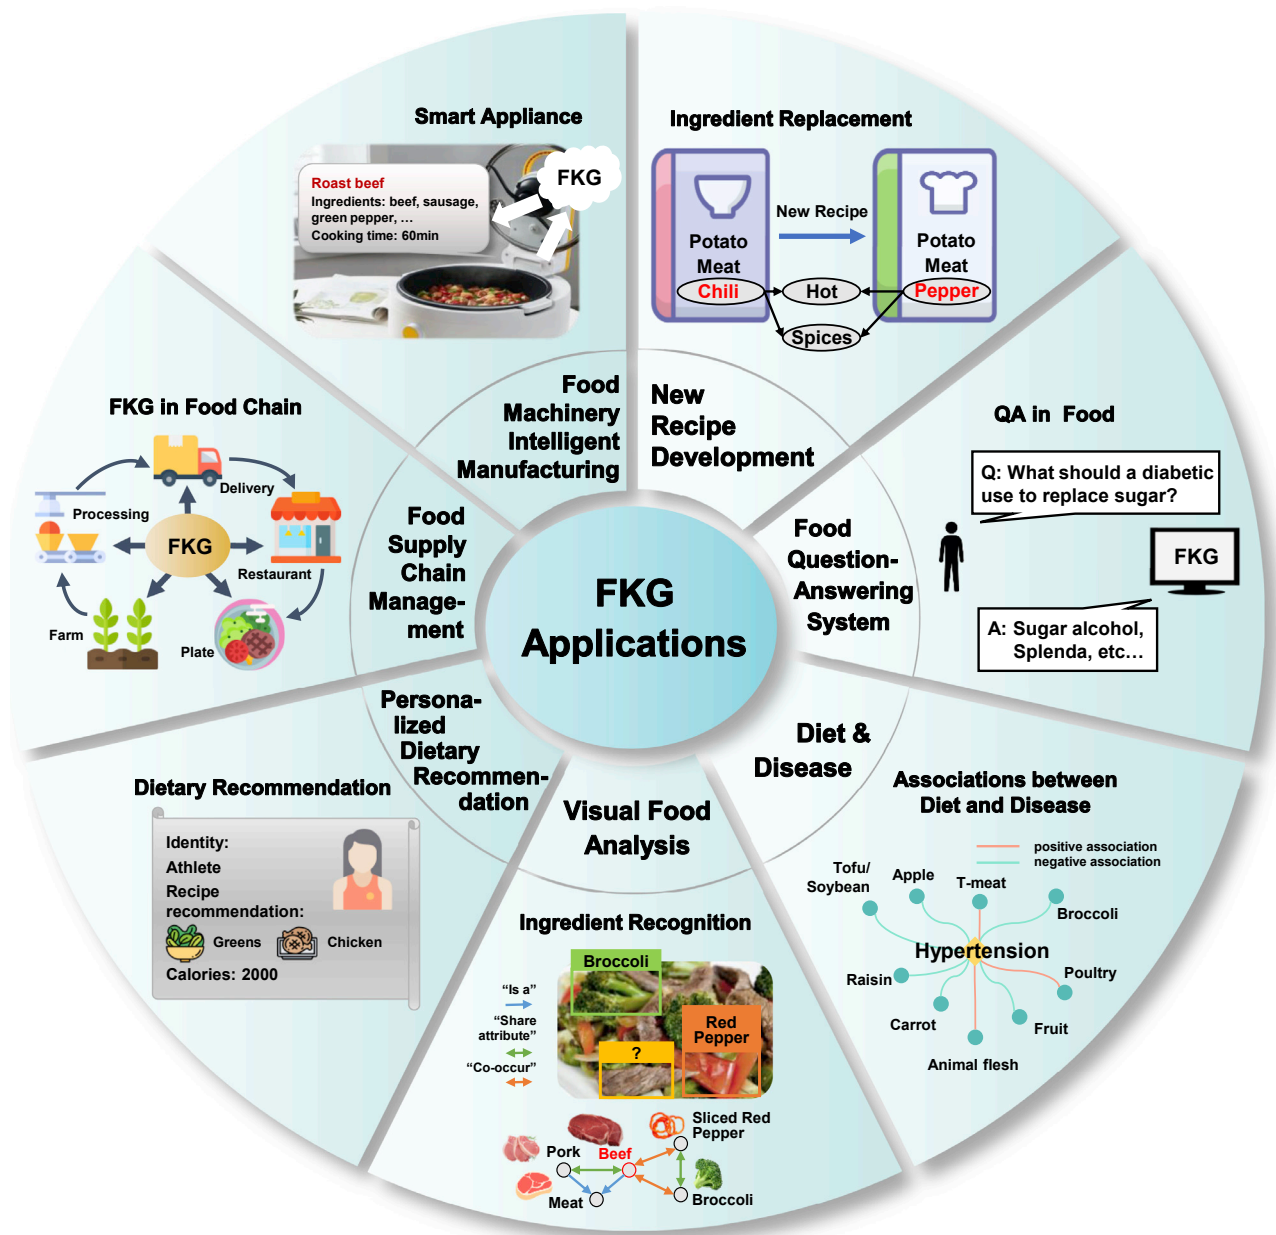 Smart Appliance
Roast beef
Ingredients: beef, sausage,
green pepper, ...
Cooking time: 60min
FKG
Ingredient Replacement
Potato
Meat
Chili
New Recipe
Potato
Meat
Pepper
Hot
Spices
FKG in Food Chain
Delivery
Processing
FKG
Restaurant
Farm
Plate
Food
Machinery
Intelligent
Manufacturing
New
Recipe
Development
QA in Food
Q: What should a diabetic
use to replace sugar?
FKG
A: Sugar alcohol,
Splenda, etc...
Food
Supply
Chain
Manage-
ment
Food
Question-
Answering
System
FKG
Applications
Persona-
lized
Dietary
Recommen-
dation
Diet &
Disease
Visual Food
Analysis
Dietary Recommendation
Identity:
Athlete
Recipe
recommendation:
Greens
Chicken
Calories: 2000
Associations between
Diet and Disease
positive association
negative association
Tofu/
Soybean
Apple
T-meat
Broccoli
Hypertension
Raisin
Poultry
Carrot
Fruit
Animal flesh
Ingredient Recognition
"Is a"
"Share
attribute"
"Co-occur"
Broccoli
?
Red
Pepper
Pork
Beef
Sliced Red
Pepper
Meat
Broccoli